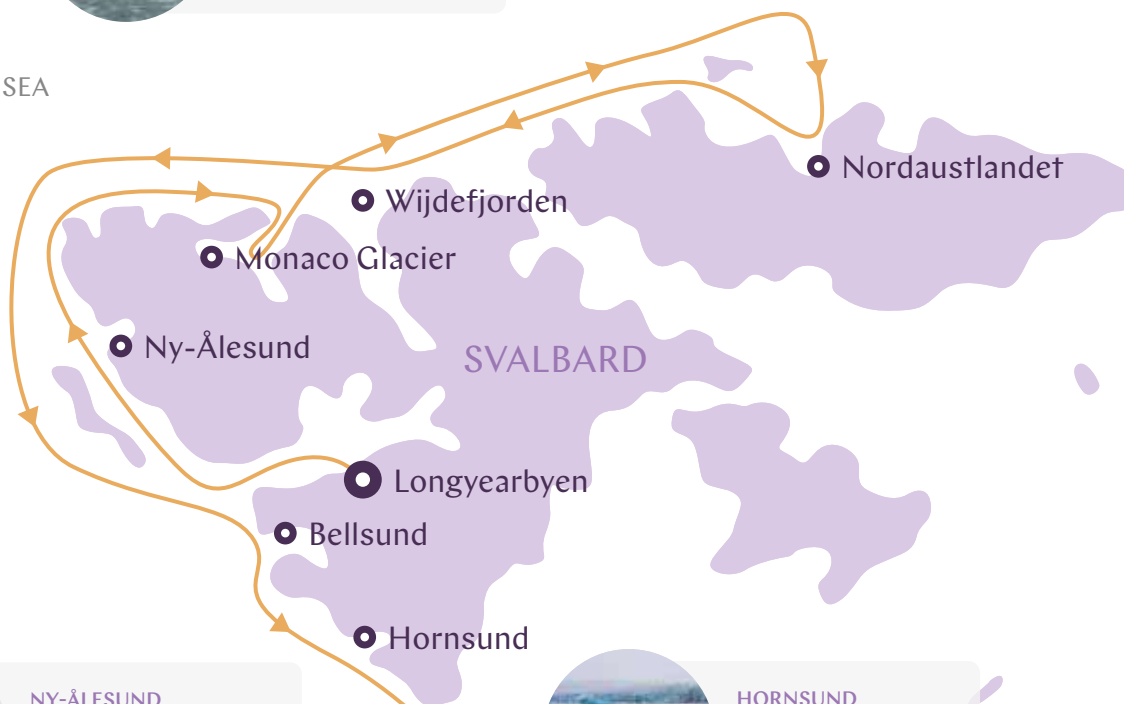 SEA
Nordaustlandet
Wijdefjorden
Monaco Glacier
Ny-Ålesund
SVALBARD
Longyearbyen
Bellsund
Hornsund
NY-ÅLESUND
HORNSUND